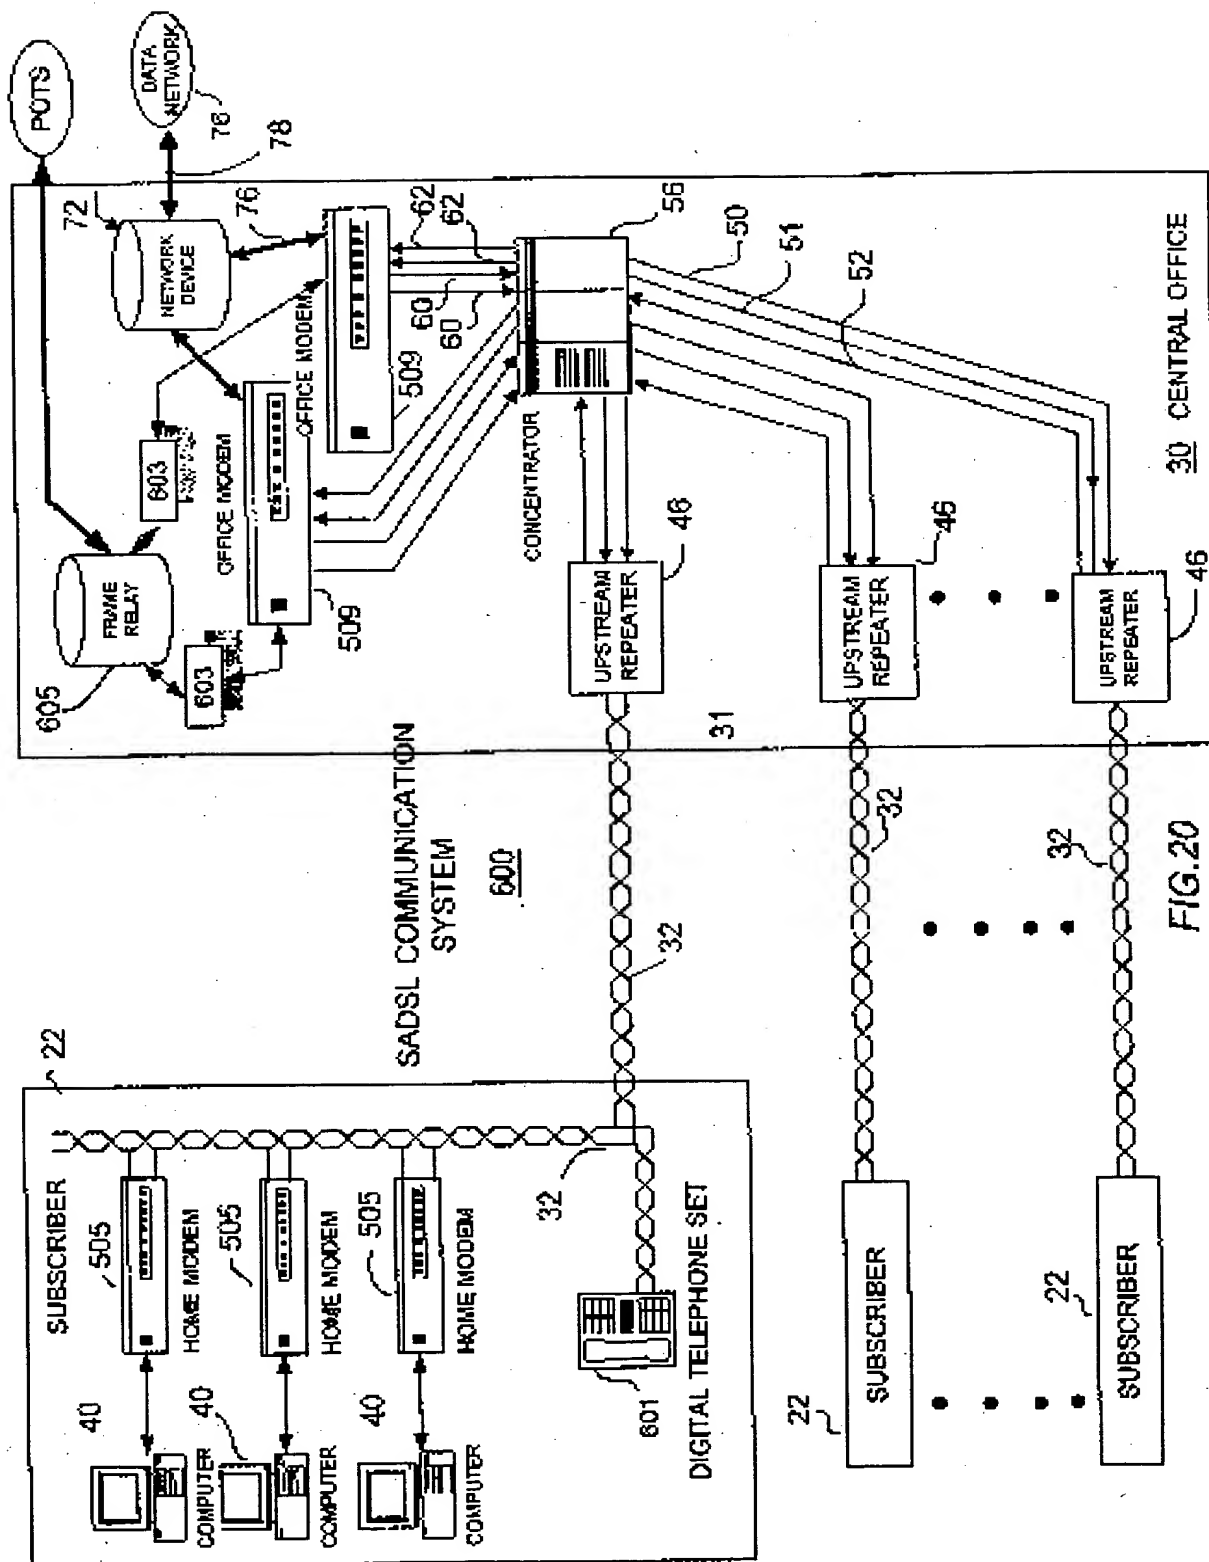 SUBSCRIBER
22
40
COMPUTER
505
HOME MODEM
40
COMPUTER
505
HOME MODEM
40
COMPUTER
505
HOME MODEM
32
601
DIGITAL TELEPHONE SET
SADSL COMMUNICATION
SYSTEM
600
32
22
SUBSCRIBER
32
22
SUBSCRIBER
32
POTS
DATA
NETWORK
76
78
605
FRAME
RELAY
603
603
72
NETWORK
DEVICE
76
OFFICE MODEM
509
OFFICE MODEM
509
62
62
60
60
CONCENTRATOR
56
UPSTREAM
REPEATER
46
31
50
51
52
UPSTREAM
REPEATER
46
UPSTREAM
REPEATER
46
30 CENTRAL OFFICE
FIG.20